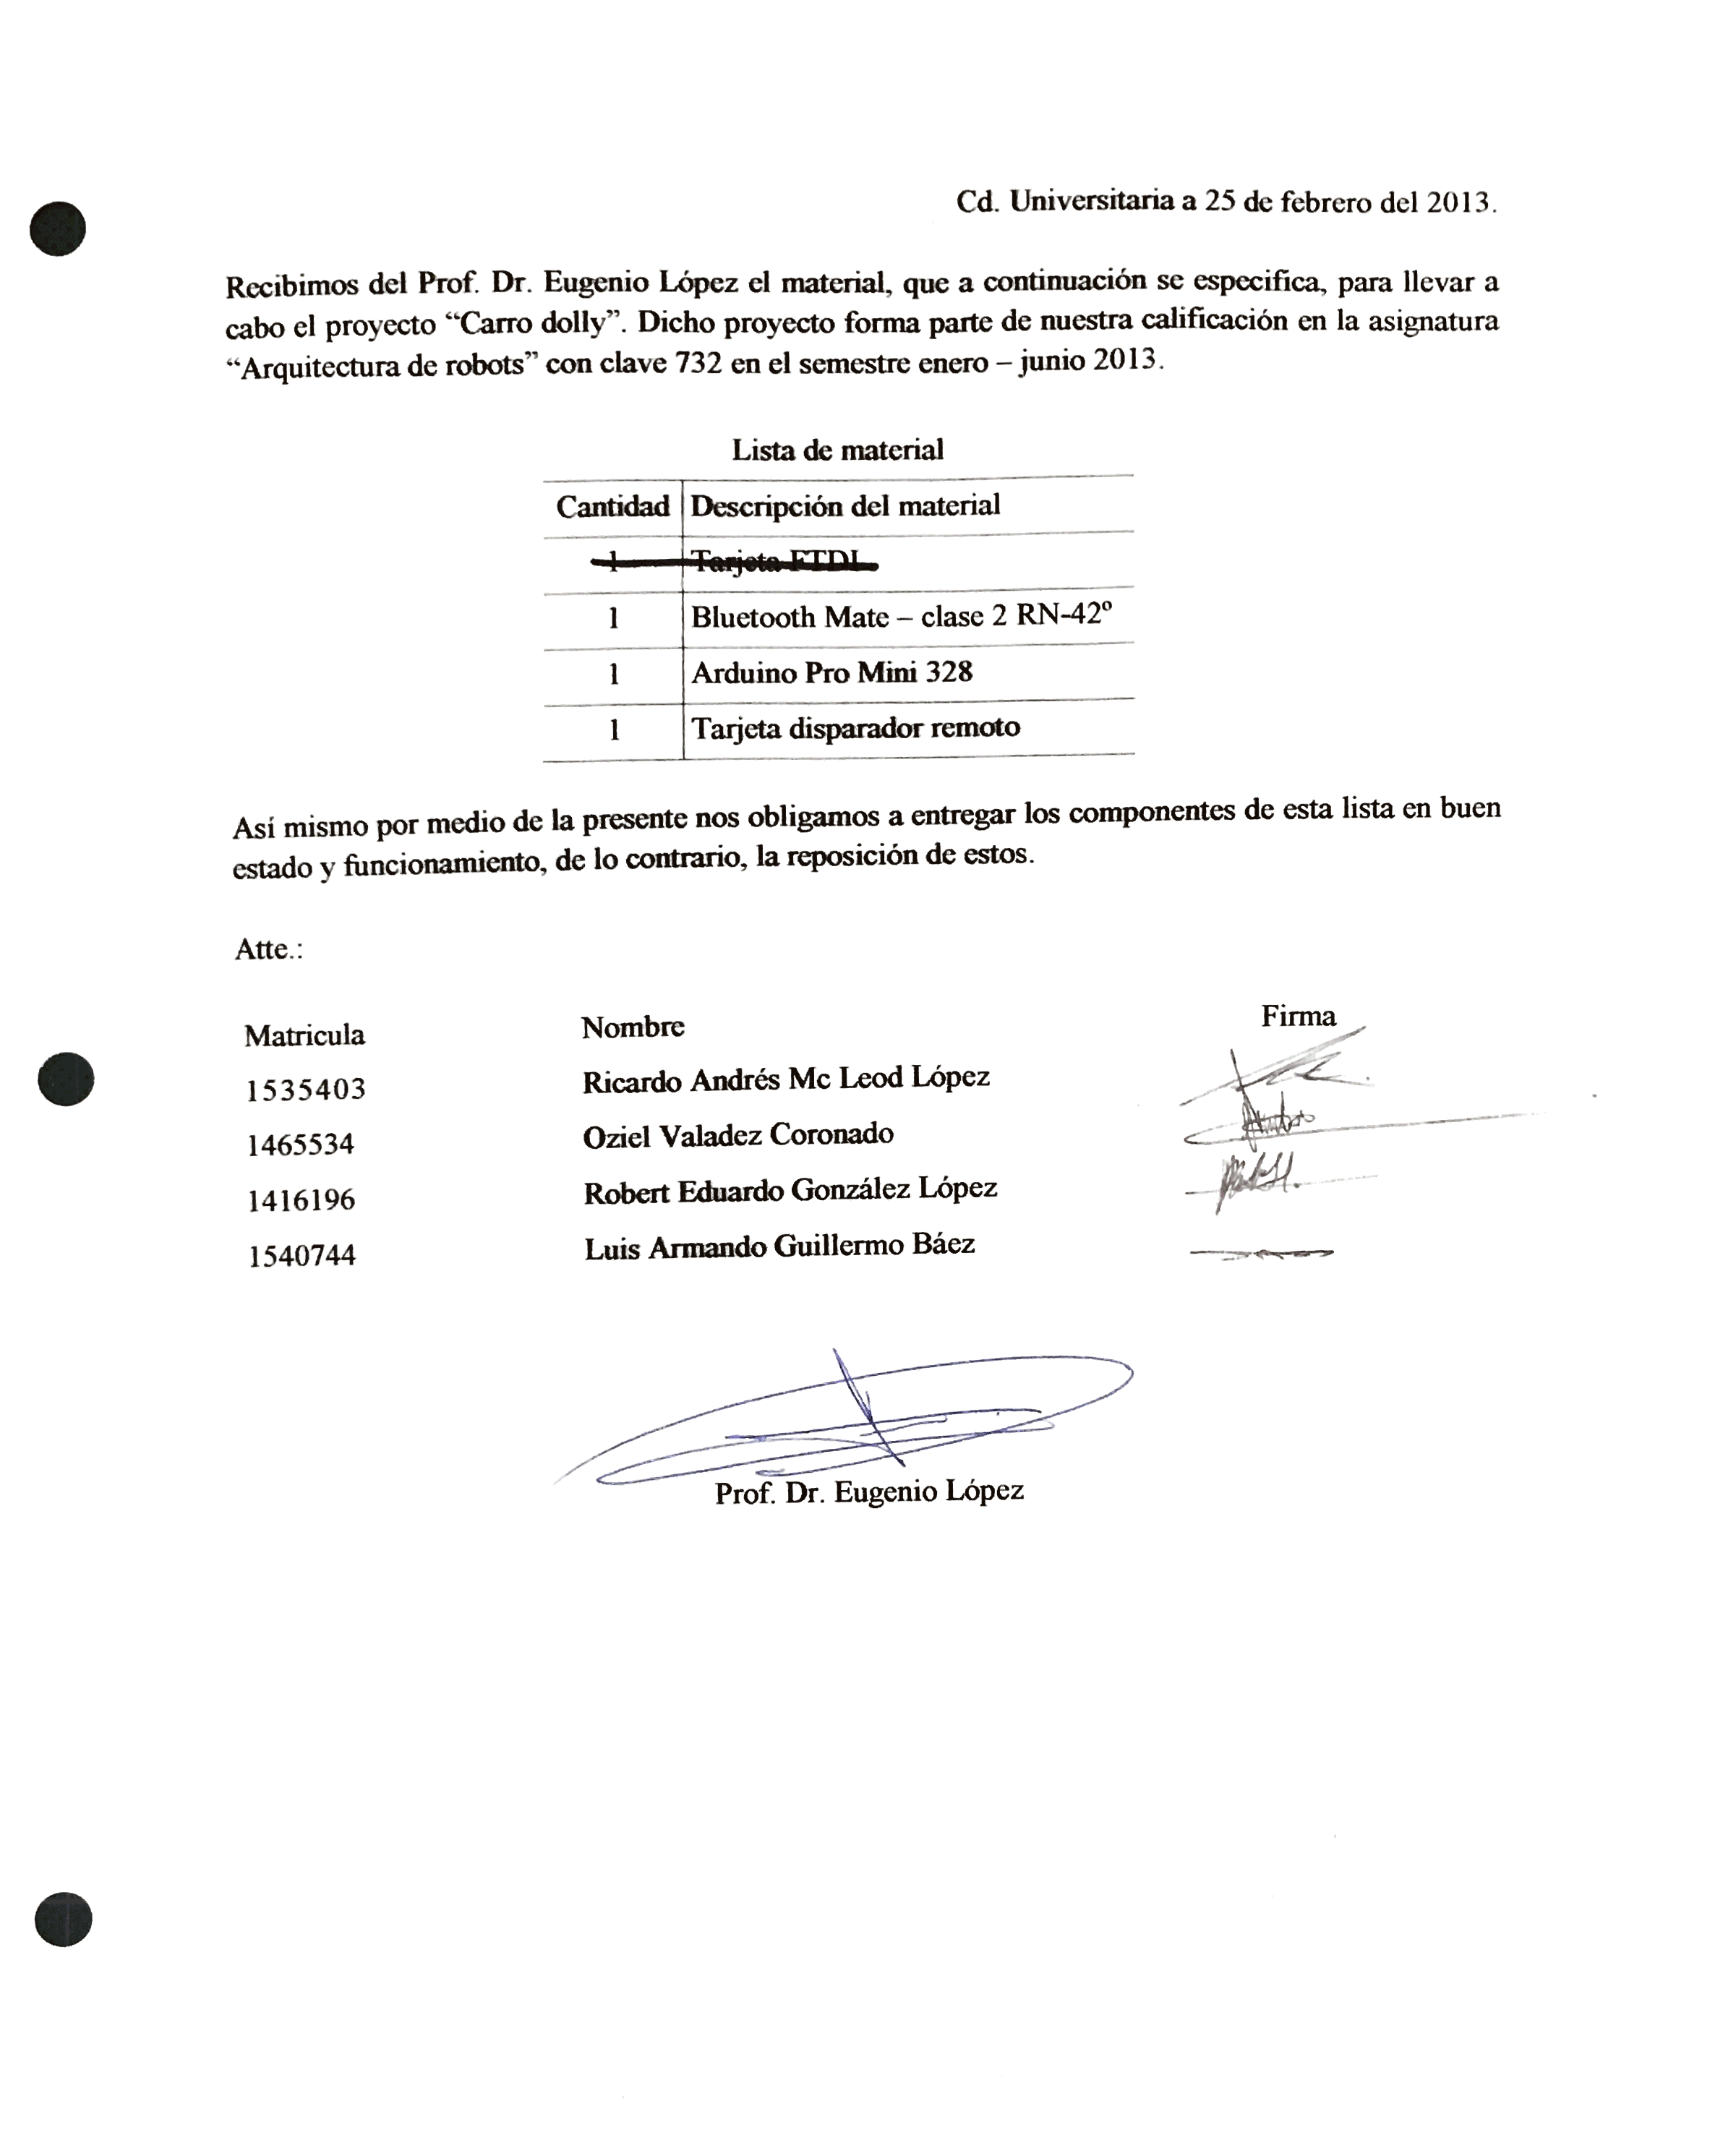 Cd. Universitaria a 25 de febrero del 2013.
Recibimos del Prof. Dr. Eugenio López el material, que a continuación se especifica, para llevar a
cabo el proyecto “Carro dolly”. Dicho proyecto forma parte de nuestra calificación en la asignatura
“Arquitectura de robots” con clave 732 en el semestre enero – junio 2013.
Lista de material
Cantidad Descripción del material
1 Tarjeta FTDI
1 Bluetooth Mate – clase 2 RN-42º
1 Arduino Pro Mini 328
1 Tarjeta disparador remoto
Así mismo por medio de la presente nos obligamos a entregar los componentes de esta lista en buen
estado y funcionamiento, de lo contrario, la reposición de estos.
Atte.:
Matricula Nombre Firma
1535403 Ricardo Andrés Mc Leod López
1465534 Oziel Valadez Coronado
1416196 Robert Eduardo González López
1540744 Luis Armando Guillermo Báez
Prof. Dr. Eugenio López